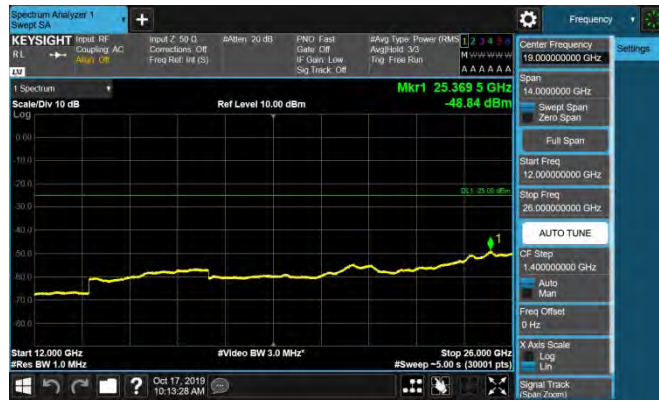 Spectrum Analyzer 1
Swept SA
+
Frequency
KEYSIGHT
RL
Input: RF
Coupling: AC
Align: Off
Input Z: 50 Ω
Corrections: Off
Freq Ref: Int (S)
#Atten: 20 dB
PNO: Fast
Gate: Off
IF Gain: Low
Sig Track: Off
#Avg Type: Power (RMS
Avg|Hold: 3/3
Trig: Free Run
1 2 3 4 5 6
M W W W W W
A A A A A A
LXI
1 Spectrum
Scale/Div 10 dB
Ref Level 10.00 dBm
Mkr1 25.369 5 GHz
-48.84 dBm
Log
0.00
-10.0
-20.0
-30.0
-40.0
-50.0
-60.0
-70.0
-80.0
DL1 -25.00 dBm
1
Start 12.000 GHz
#Res BW 1.0 MHz
#Video BW 3.0 MHz*
Stop 26.000 GHz
#Sweep ~5.00 s (30001 pts)
Oct 17, 2019
10:13:28 AM
Center Frequency
19.000000000 GHz
Settings
Span
14.0000000 GHz
Swept Span
Zero Span
Full Span
Start Freq
12.000000000 GHz
Stop Freq
26.000000000 GHz
AUTO TUNE
CF Step
1.400000000 GHz
Auto
Man
Freq Offset
0 Hz
X Axis Scale
Log
Lin
Signal Track
(Span Zoom)